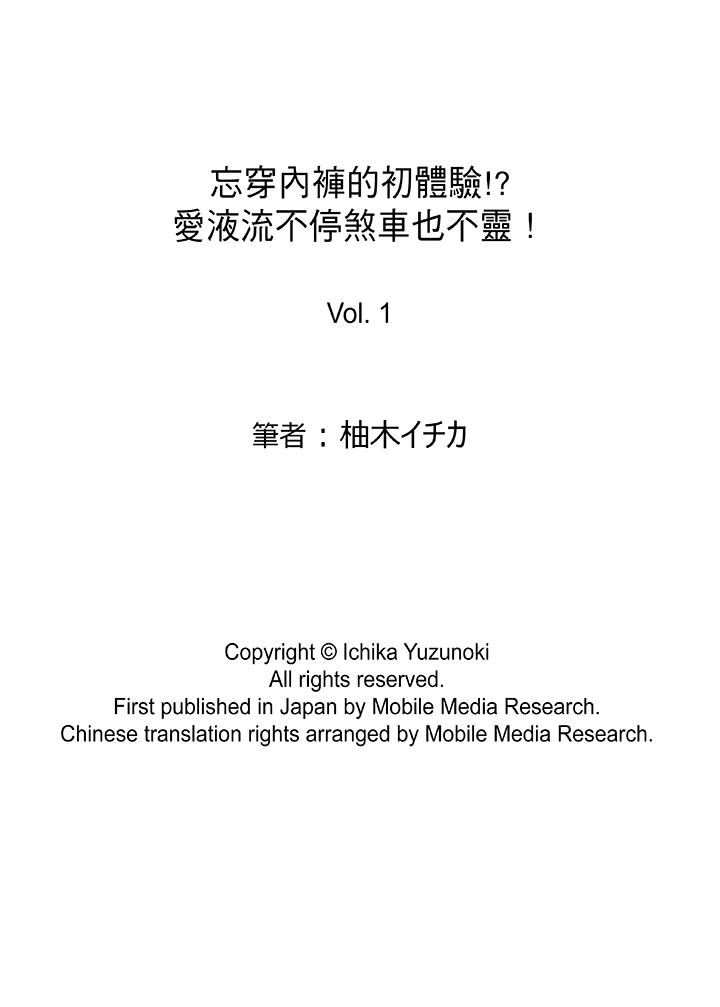 忘穿內褲的初體驗!?
愛液流不停煞車也不靈！
Vol. 1
筆者：柚木イチカ
Copyright © Ichika Yuzunoki
All rights reserved.
First published in Japan by Mobile Media Research.
Chinese translation rights arranged by Mobile Media Research.